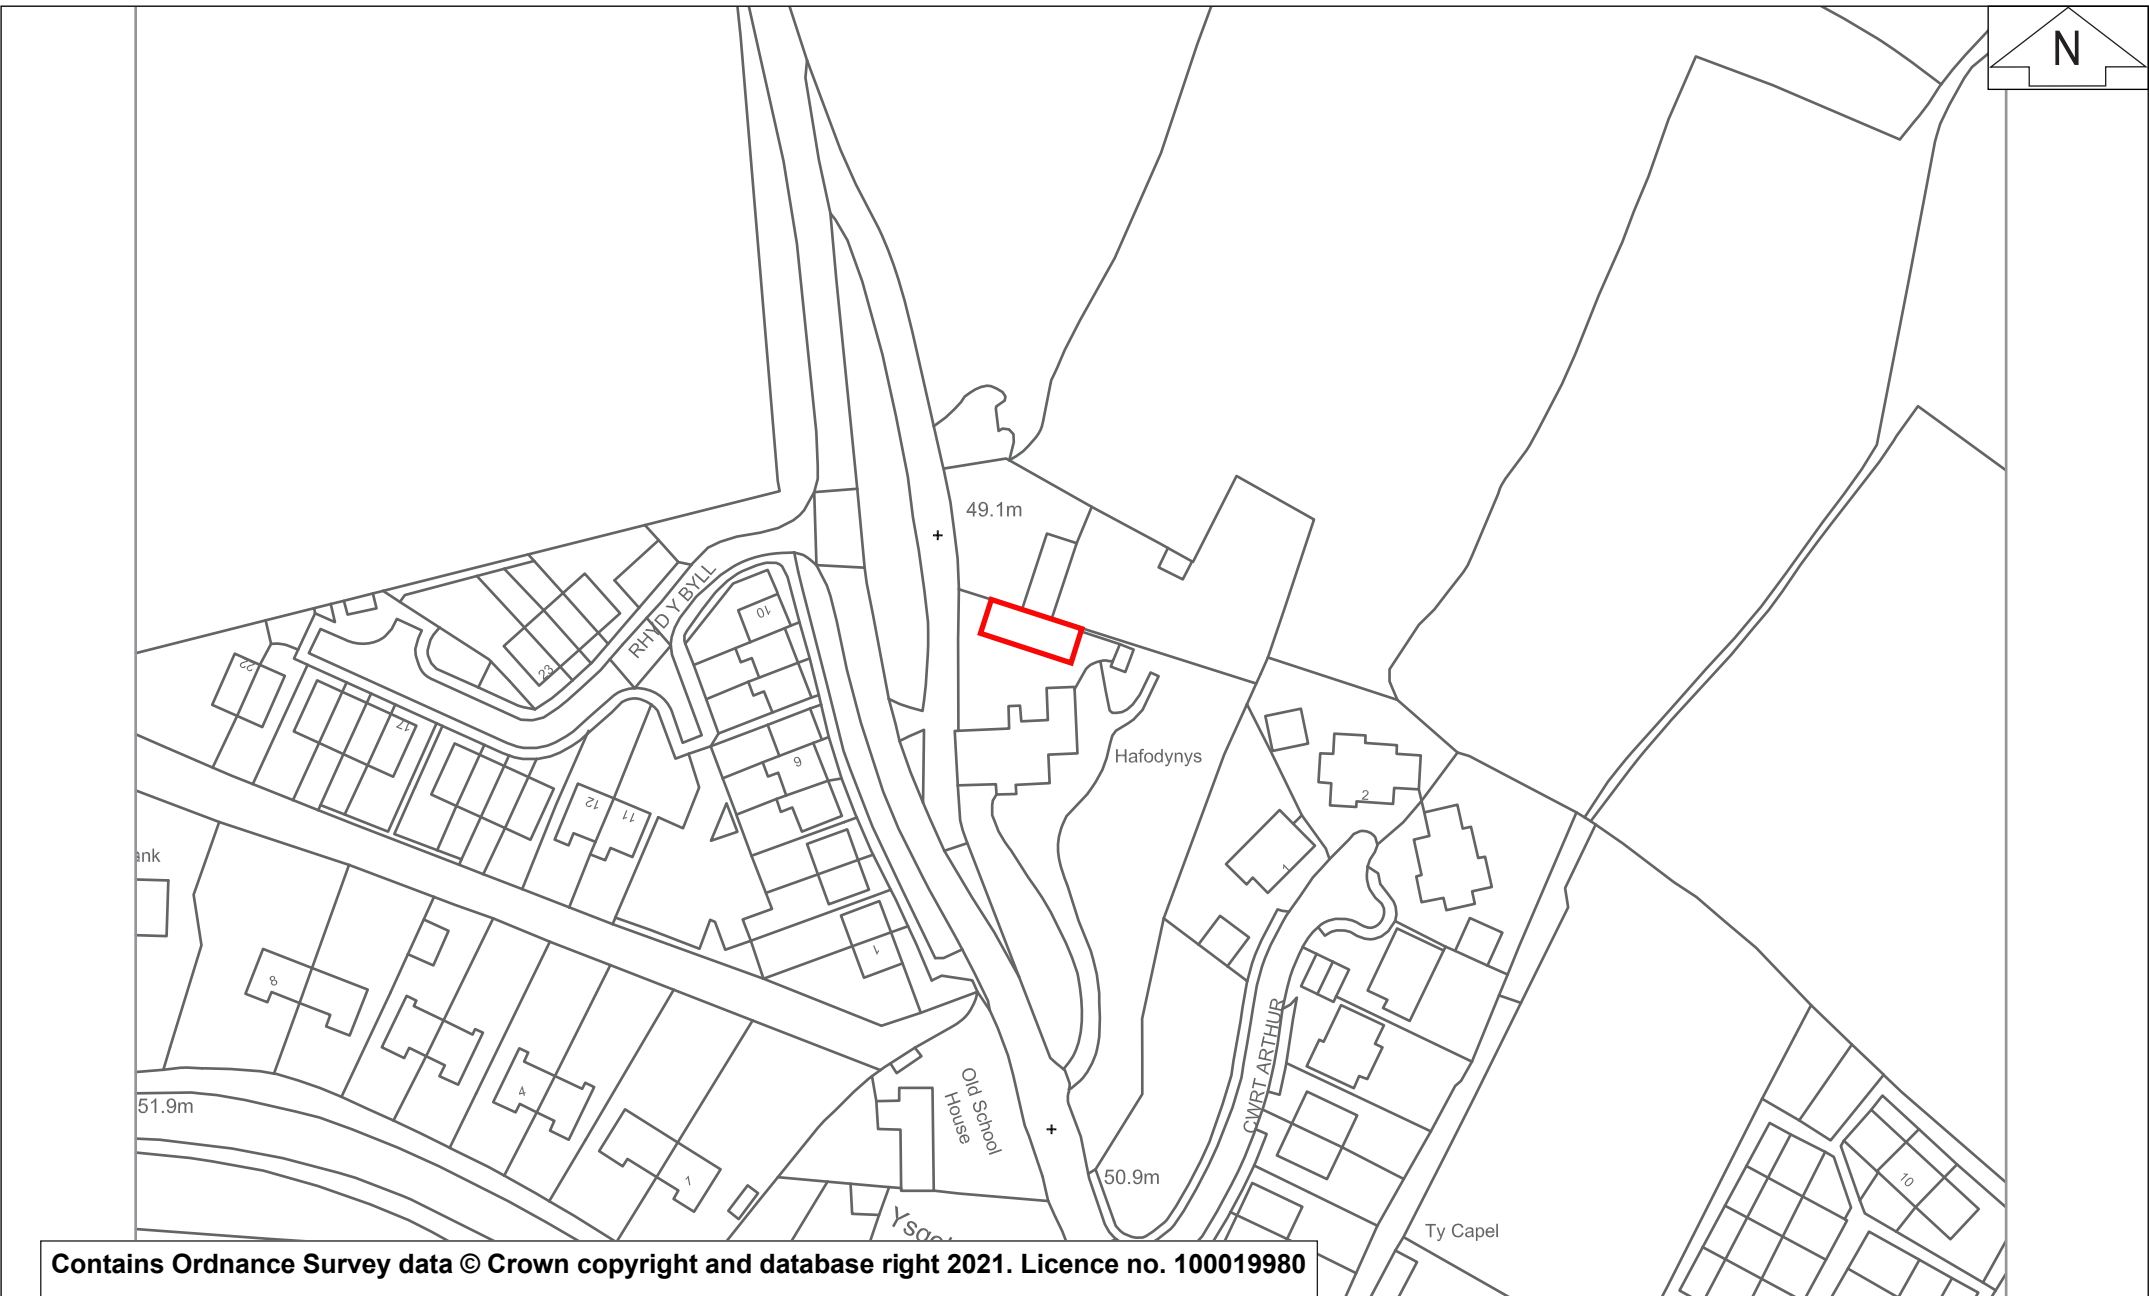 N
49.1m
RHYD Y BYLL
10
23
22
17
9
Hafodynys
2
12
11
1
ank
8
1
CWRT ARTHUR
4
Old School
House
51.9m
50.9m
10
Ty Capel
Contains Ordnance Survey data © Crown copyright and database right 2021. Licence no. 100019980